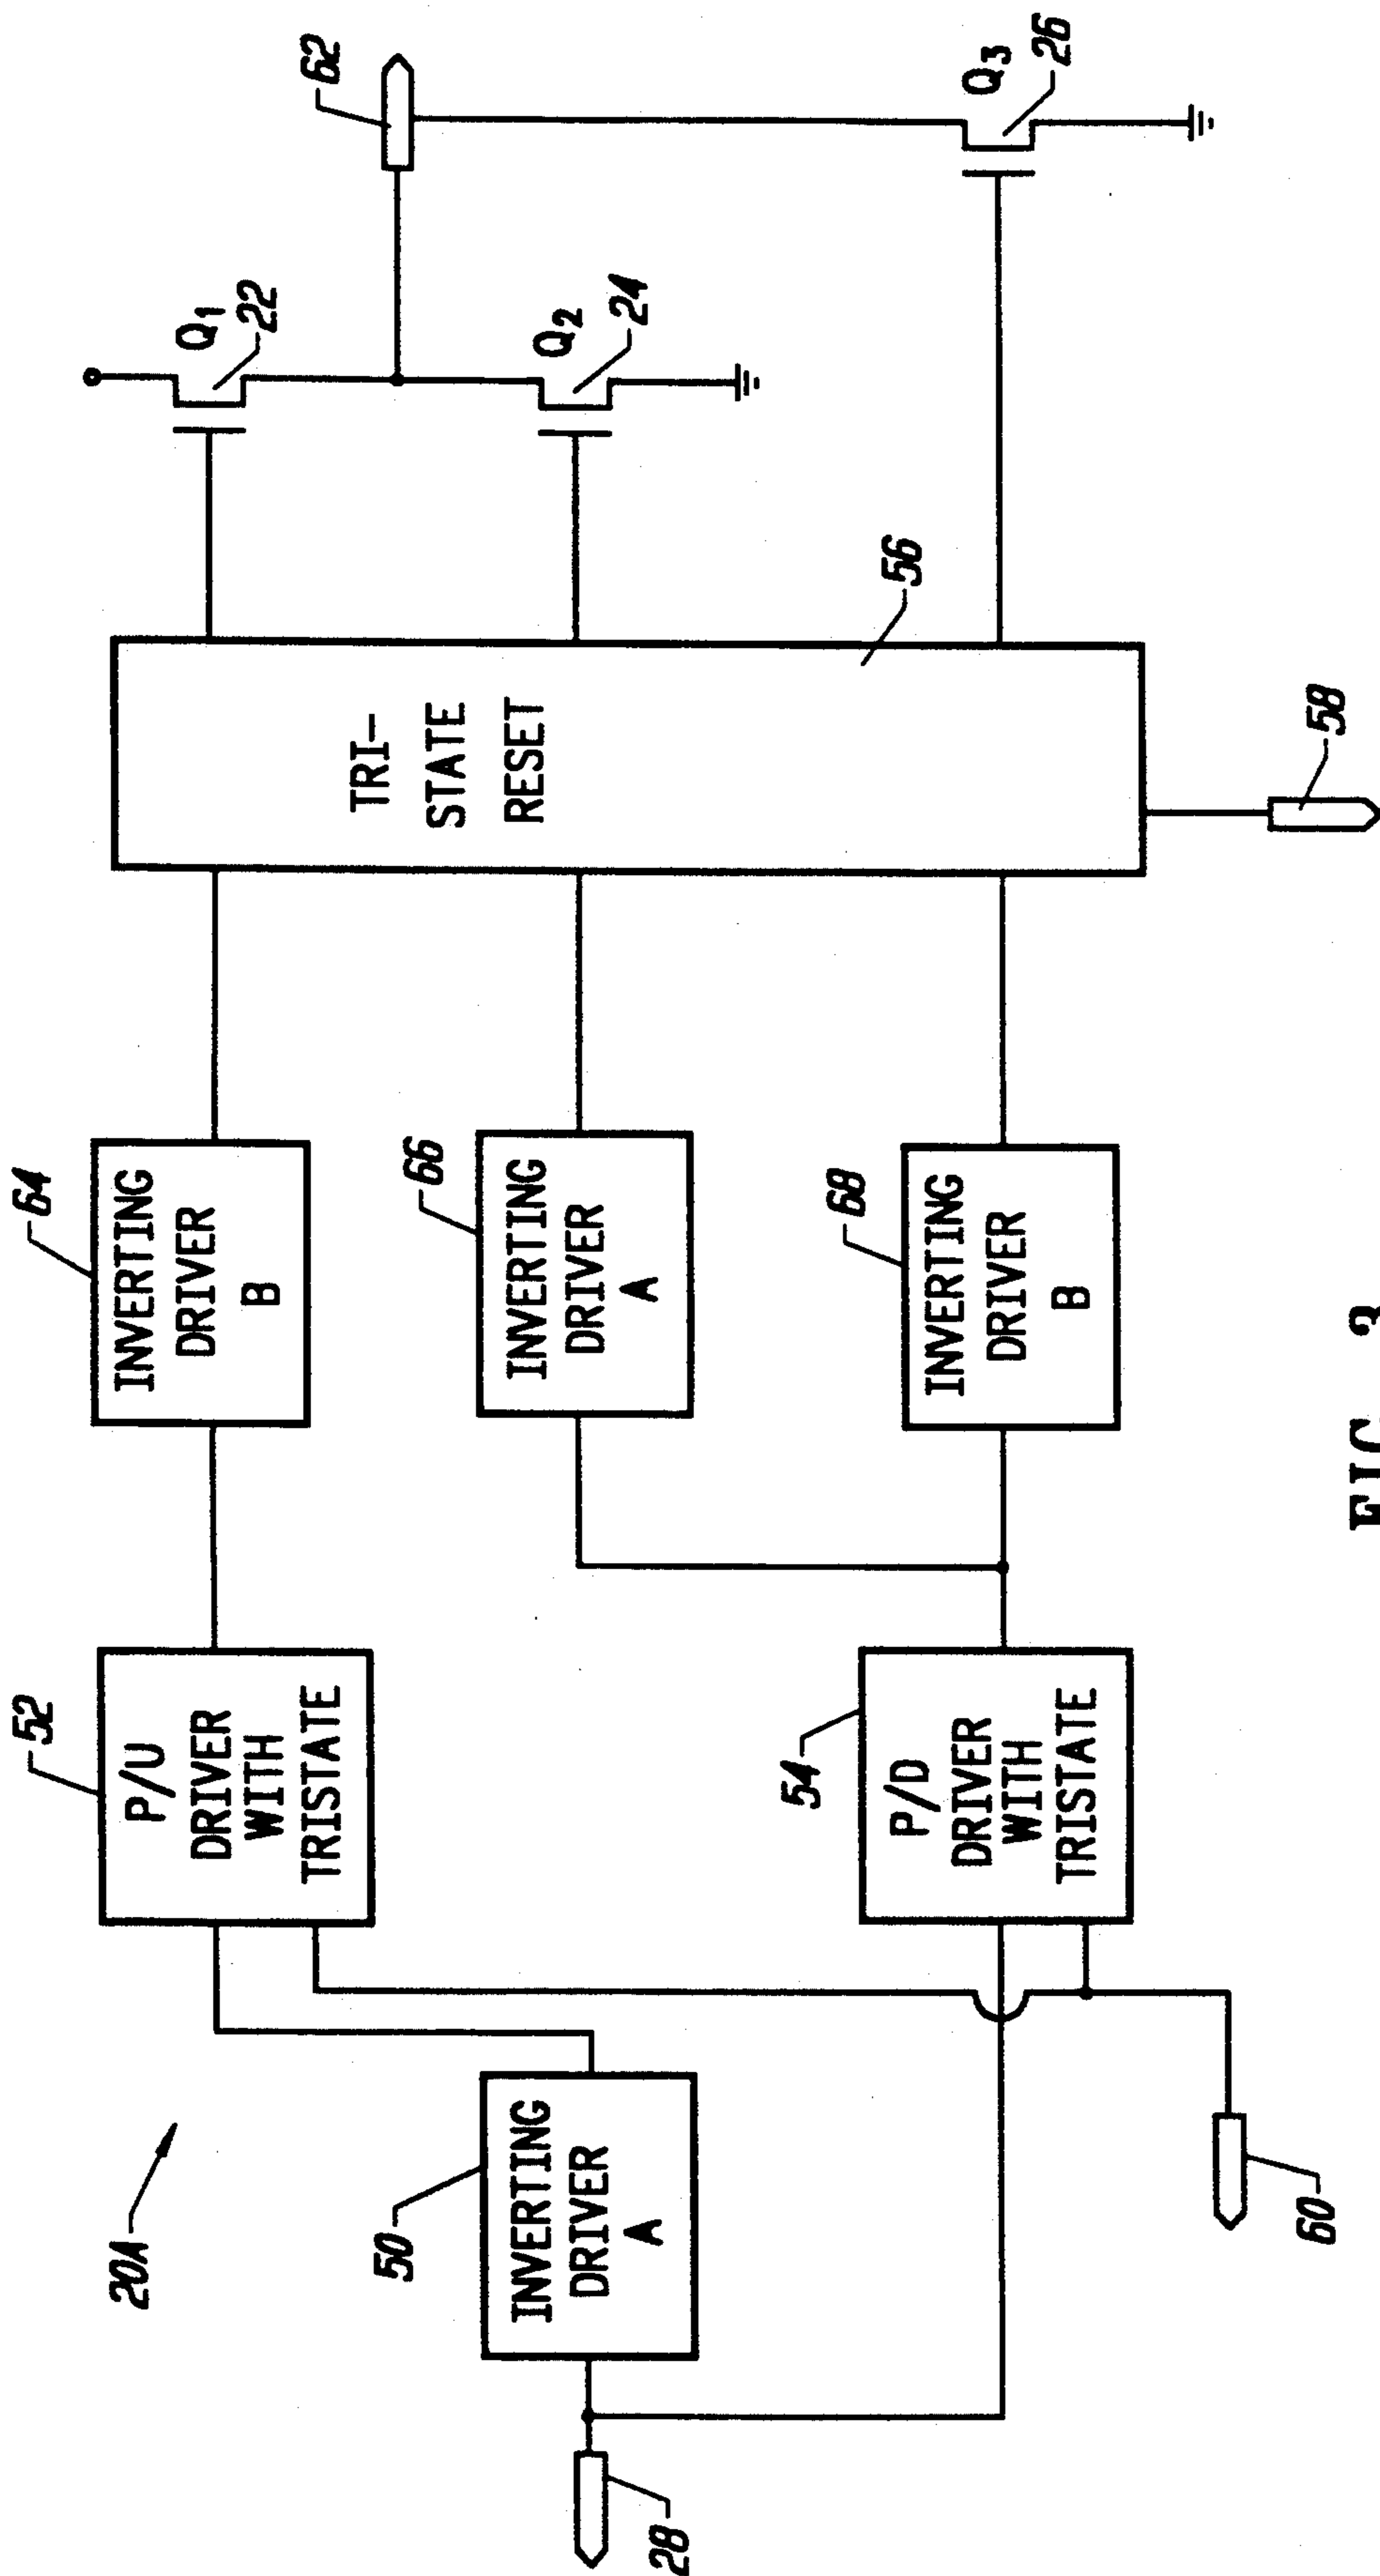 20A
28
50
INVERTING
DRIVER
A
60
52
P/U
DRIVER
WITH
TRISTATE
54
P/D
DRIVER
WITH
TRISTATE
64
INVERTING
DRIVER
B
66
INVERTING
DRIVER
A
68
INVERTING
DRIVER
B
TRI-
STATE
RESET
56
58
Q1
22
Q2
24
62
Q3
26